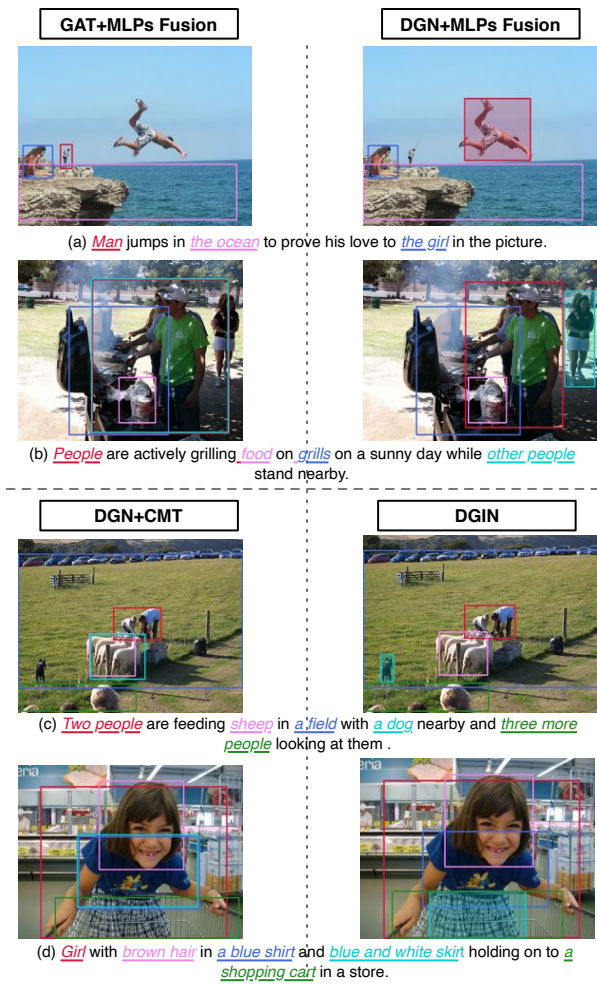 GAT+MLPs Fusion
DGN+MLPs Fusion
(a) Man jumps in the ocean to prove his love to the girl in the picture.
(b) People are actively grilling food on grills on a sunny day while other people
stand nearby.
DGN+CMT
DGIN
(c) Two people are feeding sheep in a field with a dog nearby and three more
people looking at them .
eria
ria
(d) Girl with brown hair in a blue shirt and blue and white skirt holding on to a
shopping cart in a store.